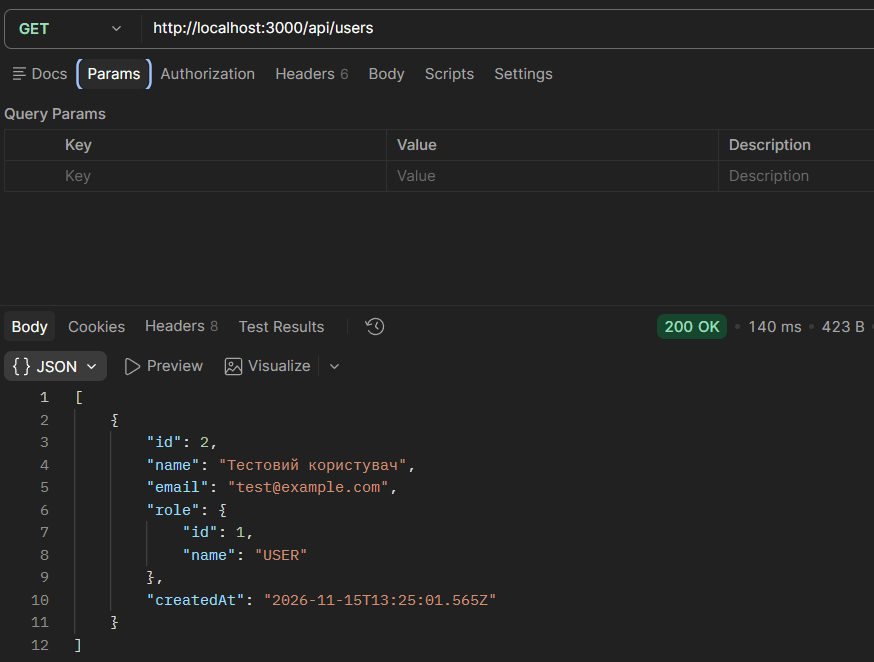 GET http://localhost:3000/api/users
Docs Params Authorization Headers 6 Body Scripts Settings
Query Params
Key Value Description
Key Value Description
Body Cookies Headers 8 Test Results 200 OK • 140 ms • 423 B
{} JSON Preview Visualize
1 [
2 {
3 "id": 2,
4 "name": "Тестовий користувач",
5 "email": "test@example.com",
6 "role": {
7 "id": 1,
8 "name": "USER"
9 },
10 "createdAt": "2026-11-15T13:25:01.565Z"
11 }
12 ]